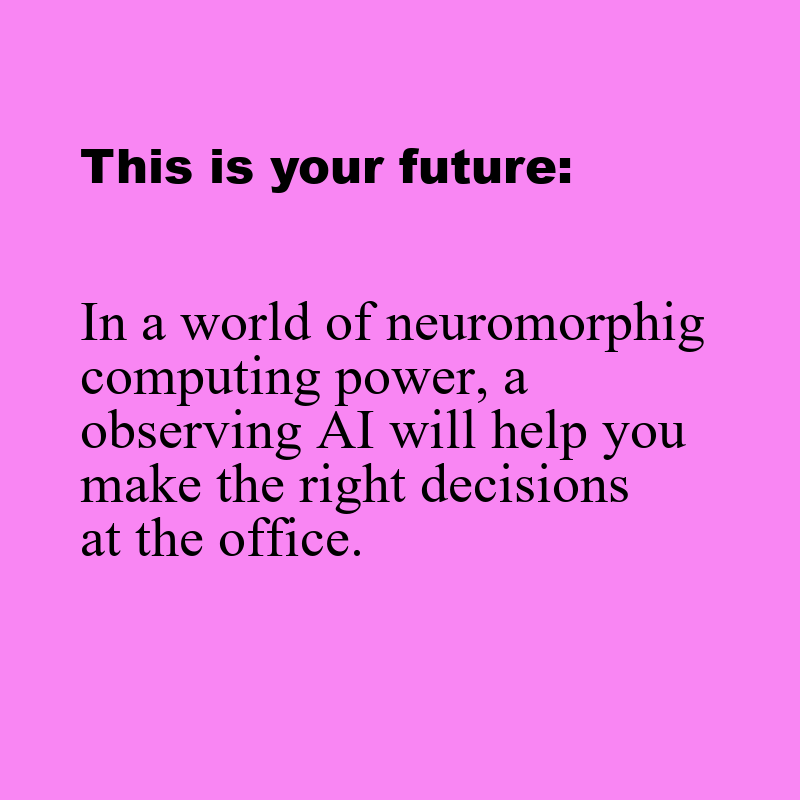 This is your future:
In a world of neuromorphig
computing power, a
observing AI will help you
make the right decisions
at the office.